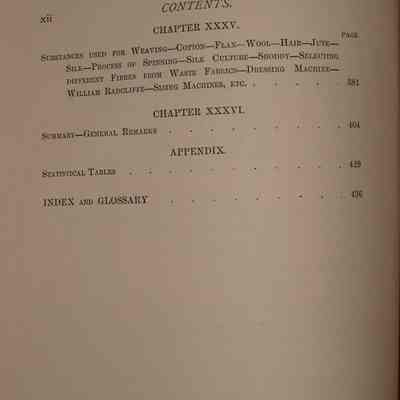 xii
CONTENTS.
CHAPTER XXXV.
PAGE
Substances used for Weaving—Cotton—Flax—Wool—Hair—Jute—
Silk—Process of Spinning—Silk Culture—Shoddy—Selecting
different Fibres from Waste Fabrics—Dressing Machine—
William Radcliffe—Sizing Machines, etc. . . . . . . 381
CHAPTER XXXVI.
Summary—General Remarks . . . . . . . . . 404
APPENDIX.
Statistical Tables . . . . . . . . . . 429
INDEX and GLOSSARY . . . . . . . . 436